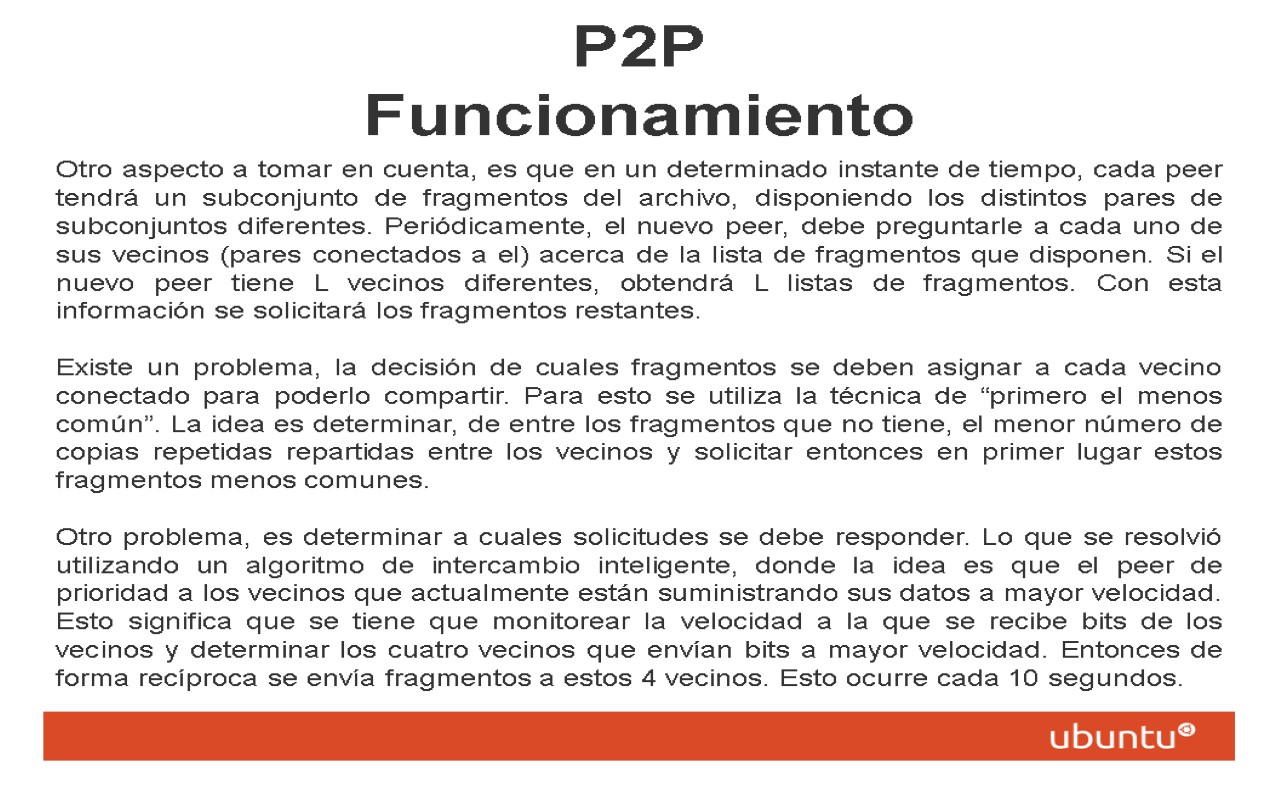 P2P
Funcionamiento
Otro aspecto a tomar en cuenta, es que en un determinado instante de tiempo, cada peer
tendrá un subconjunto de fragmentos del archivo, disponiendo los distintos pares de
subconjuntos diferentes. Periódicamente, el nuevo peer, debe preguntarle a cada uno de
sus vecinos (pares conectados a el) acerca de la lista de fragmentos que disponen. Si el
nuevo peer tiene L vecinos diferentes, obtendrá L listas de fragmentos. Con esta
información se solicitará los fragmentos restantes.
Existe un problema, la decisión de cuales fragmentos se deben asignar a cada vecino
conectado para poderlo compartir. Para esto se utiliza la técnica de “primero el menos
común”. La idea es determinar, de entre los fragmentos que no tiene, el menor número de
copias repetidas repartidas entre los vecinos y solicitar entonces en primer lugar estos
fragmentos menos comunes.
Otro problema, es determinar a cuales solicitudes se debe responder. Lo que se resolvió
utilizando un algoritmo de intercambio inteligente, donde la idea es que el peer de
prioridad a los vecinos que actualmente están suministrando sus datos a mayor velocidad.
Esto significa que se tiene que monitorear la velocidad a la que se recibe bits de los
vecinos y determinar los cuatro vecinos que envían bits a mayor velocidad. Entonces de
forma recíproca se envía fragmentos a estos 4 vecinos. Esto ocurre cada 10 segundos.
ubuntu